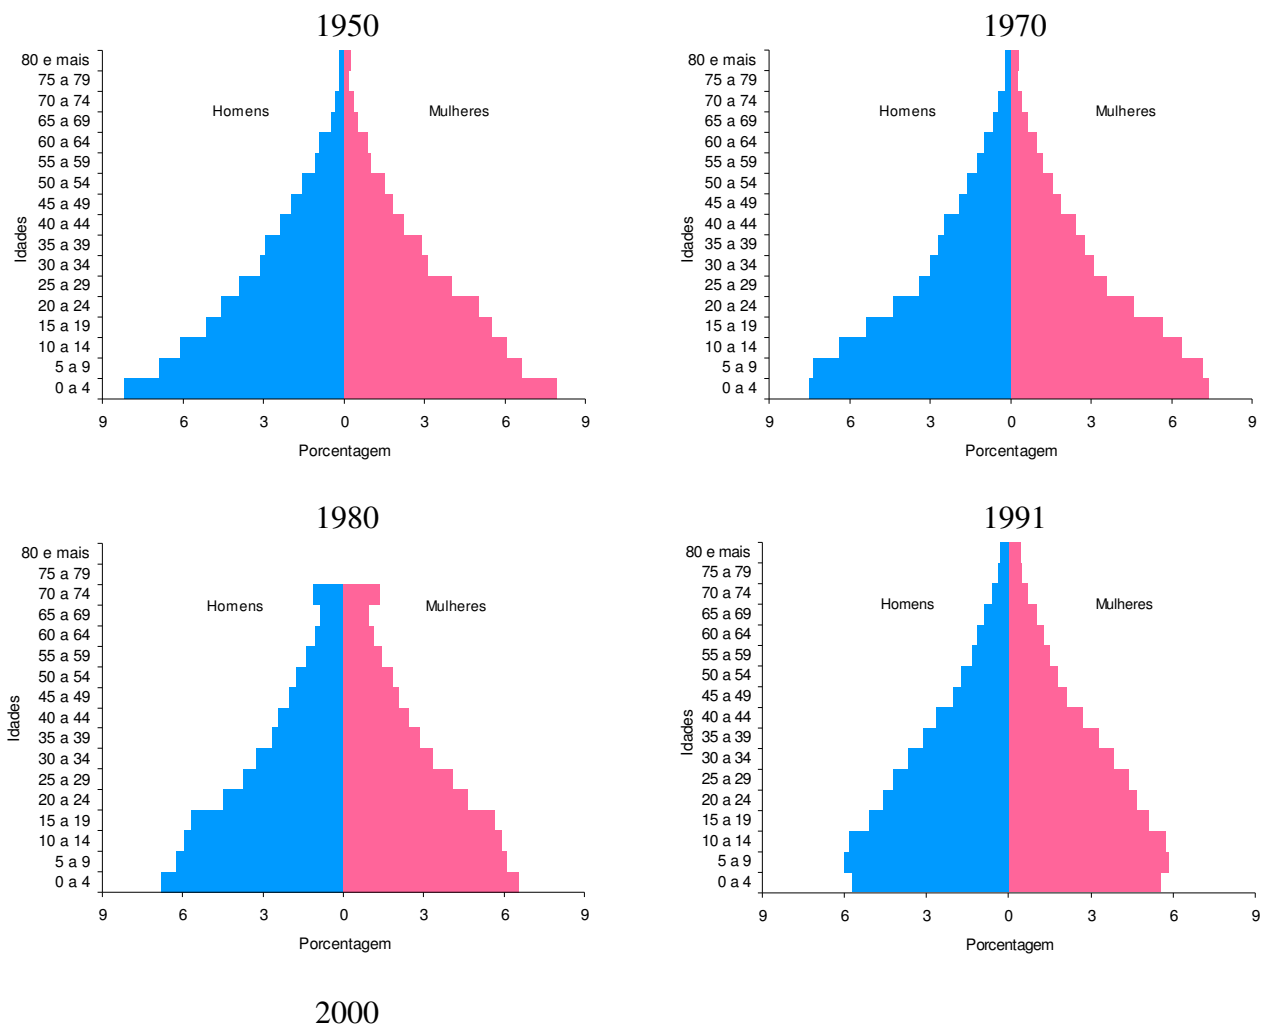 1950
80 e mais
75 a 79
70 a 74
65 a 69
60 a 64
55 a 59
50 a 54
45 a 49
40 a 44
35 a 39
30 a 34
25 a 29
20 a 24
15 a 19
10 a 14
5 a 9
0 a 4
Idades
Homens
Mulheres
9 6 3 0 3 6 9
Porcentagem
1970
80 e mais
75 a 79
70 a 74
65 a 69
60 a 64
55 a 59
50 a 54
45 a 49
40 a 44
35 a 39
30 a 34
25 a 29
20 a 24
15 a 19
10 a 14
5 a 9
0 a 4
Idades
Homens
Mulheres
9 6 3 0 3 6 9
Porcentagem
1980
80 e mais
75 a 79
70 a 74
65 a 69
60 a 64
55 a 59
50 a 54
45 a 49
40 a 44
35 a 39
30 a 34
25 a 29
20 a 24
15 a 19
10 a 14
5 a 9
0 a 4
Idades
Homens
Mulheres
9 6 3 0 3 6 9
Porcentagem
1991
80 e mais
75 a 79
70 a 74
65 a 69
60 a 64
55 a 59
50 a 54
45 a 49
40 a 44
35 a 39
30 a 34
25 a 29
20 a 24
15 a 19
10 a 14
5 a 9
0 a 4
Idades
Homens
Mulheres
9 6 3 0 3 6 9
Porcentagem
2000